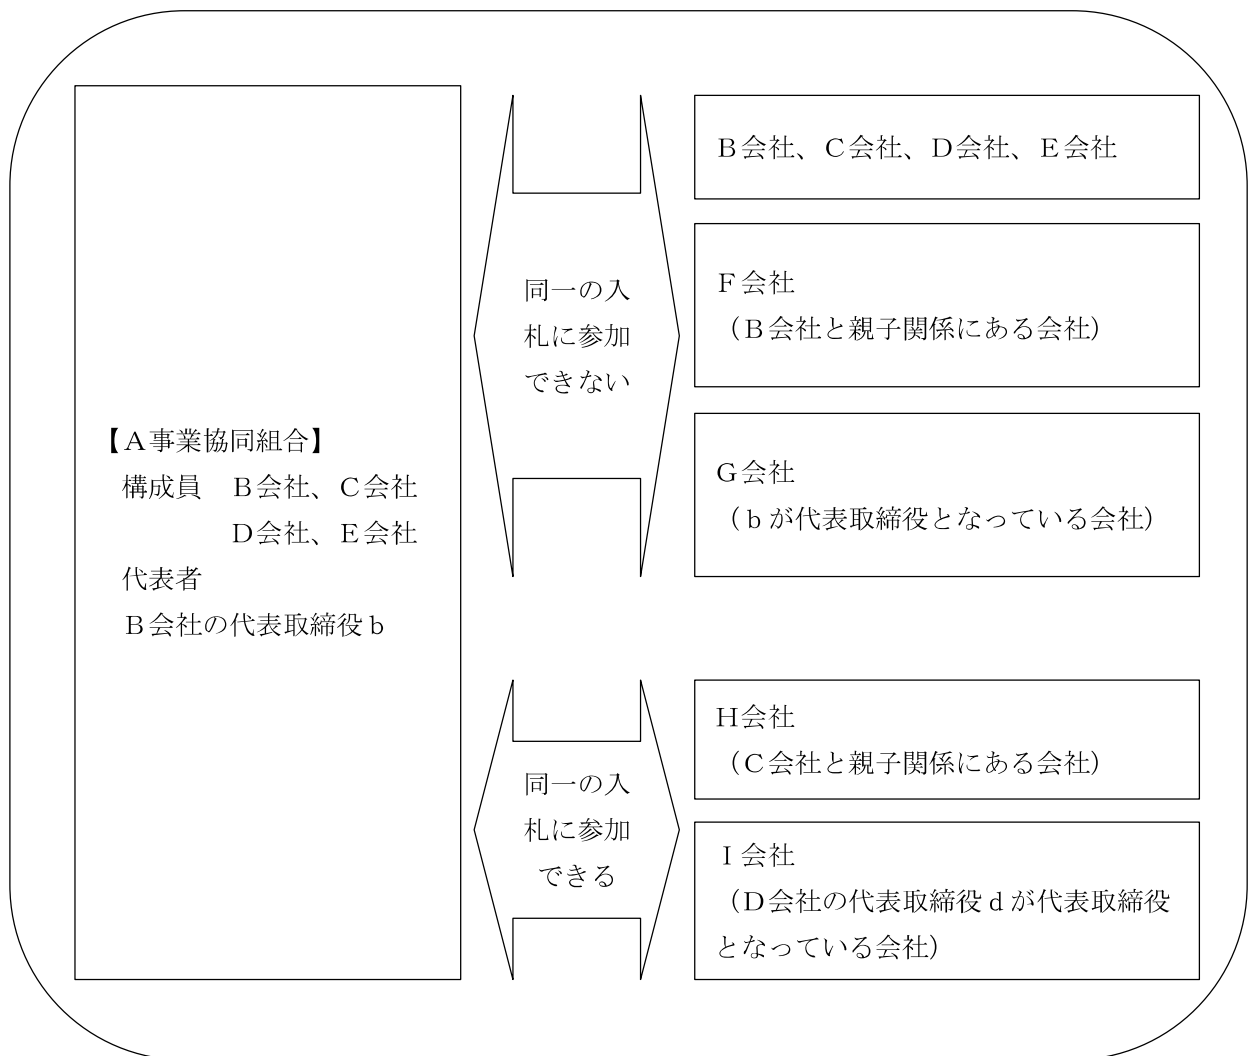 【Ａ事業協同組合】
構成員　Ｂ会社、Ｃ会社
Ｄ会社、Ｅ会社
代表者
Ｂ会社の代表取締役ｂ
同一の入
札に参加
できない
Ｂ会社、Ｃ会社、Ｄ会社、Ｅ会社
Ｆ会社
（Ｂ会社と親子関係にある会社）
Ｇ会社
（ｂが代表取締役となっている会社）
同一の入
札に参加
できる
Ｈ会社
（Ｃ会社と親子関係にある会社）
Ｉ会社
（Ｄ会社の代表取締役ｄが代表取締役
となっている会社）